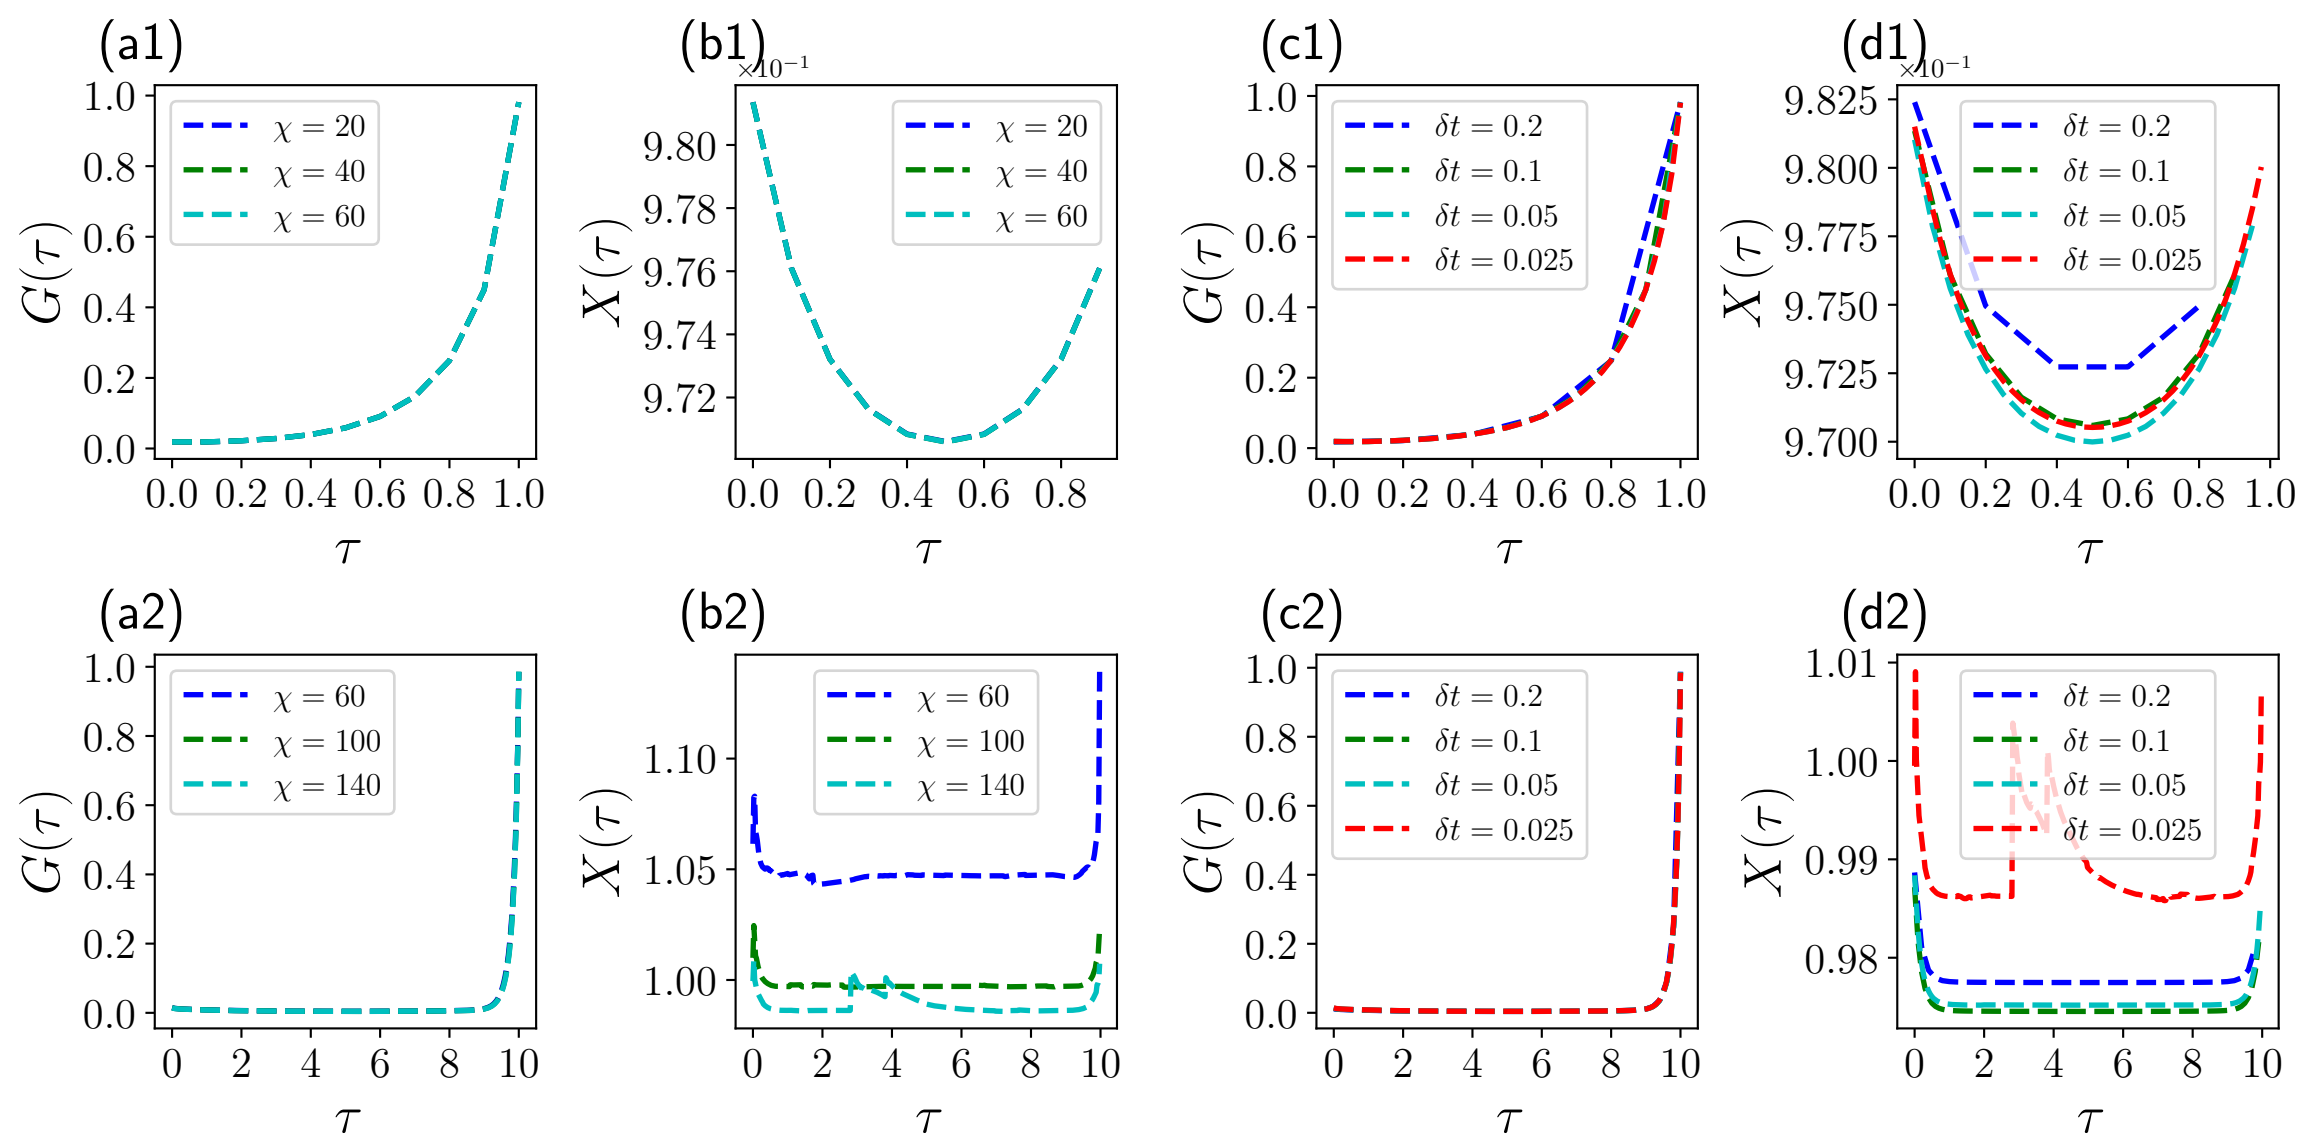 (a1)
1.0
0.8
0.6
0.4
0.2
0.0
G(τ)
χ = 20
χ = 40
χ = 60
0.0 0.2 0.4 0.6 0.8 1.0
τ
(b1)
×10⁻¹
9.80
9.78
9.76
9.74
9.72
X(τ)
χ = 20
χ = 40
χ = 60
0.0 0.2 0.4 0.6 0.8
τ
(c1)
1.0
0.8
0.6
0.4
0.2
0.0
G(τ)
δt = 0.2
δt = 0.1
δt = 0.05
δt = 0.025
0.0 0.2 0.4 0.6 0.8 1.0
τ
(d1)
×10⁻¹
9.825
9.800
9.775
9.750
9.725
9.700
X(τ)
δt = 0.2
δt = 0.1
δt = 0.05
δt = 0.025
0.0 0.2 0.4 0.6 0.8 1.0
τ
(a2)
1.0
0.8
0.6
0.4
0.2
0.0
G(τ)
χ = 60
χ = 100
χ = 140
0 2 4 6 8 10
τ
(b2)
1.10
1.05
1.00
X(τ)
χ = 60
χ = 100
χ = 140
0 2 4 6 8 10
τ
(c2)
1.0
0.8
0.6
0.4
0.2
0.0
G(τ)
δt = 0.2
δt = 0.1
δt = 0.05
δt = 0.025
0 2 4 6 8 10
τ
(d2)
1.01
1.00
0.99
0.98
X(τ)
δt = 0.2
δt = 0.1
δt = 0.05
δt = 0.025
0 2 4 6 8 10
τ